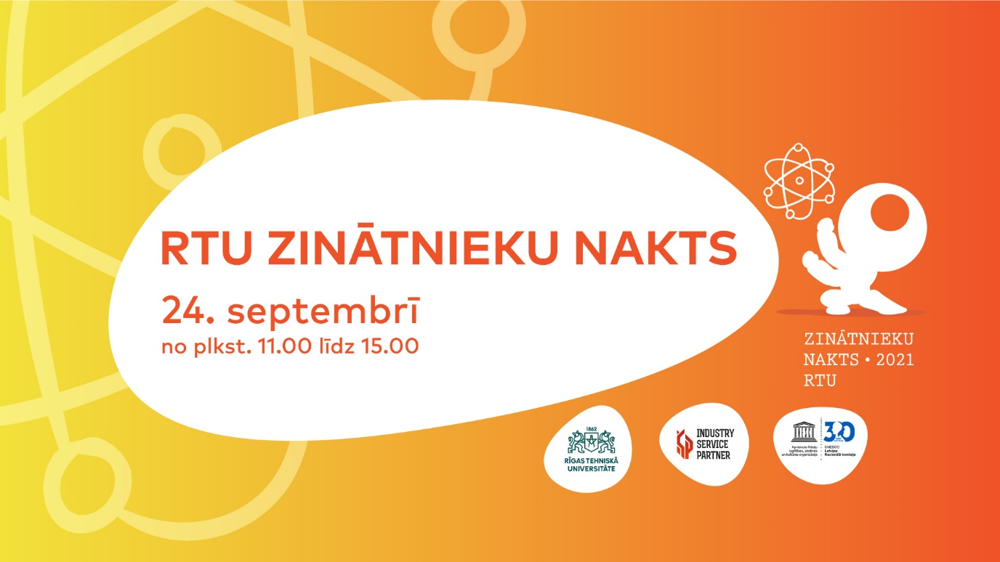 RTU ZINĀTNIEKU NAKTS
24. septembrī
no plkst. 11.00 līdz 15.00
ZINĀTNIEKU
NAKTS • 2021
RTU
1862
RĪGAS TEHNISKĀ
UNIVERSITĀTE
INDUSTRY
SERVICE
PARTNER
UNESCO
Apvienoto Nāciju
izglītības, zinātnes
un kultūras organizācija
30
UNESCO
Latvijas
Nacionālā komisija